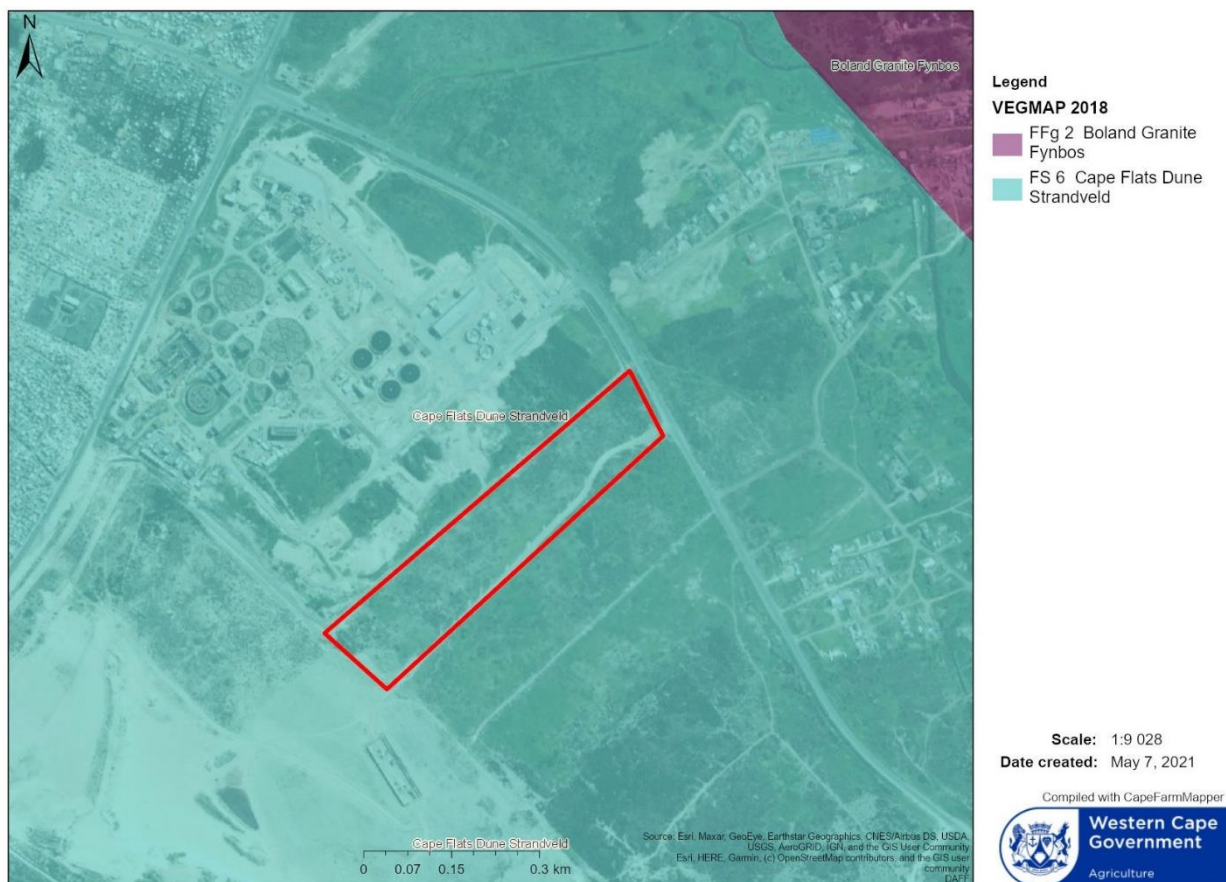 N
Boland Granite Fynbos
Cape Flats Dune Strandveld
Cape Flats Dune Strandveld
0 0.07 0.15 0.3 km
Source: Esri, Maxar, GeoEye, Earthstar Geographics, CNES/Airbus DS, USDA,
USGS, AeroGRID, IGN, and the GIS User Community
Esri, HERE, Garmin, (c) OpenStreetMap contributors, and the GIS user
community
DAFF
Legend
VEGMAP 2018
FFg 2 Boland Granite
Fynbos
FS 6 Cape Flats Dune
Strandveld
Scale: 1:9 028
Date created: May 7, 2021
Compiled with CapeFarmMapper
Western Cape
Government
Agriculture